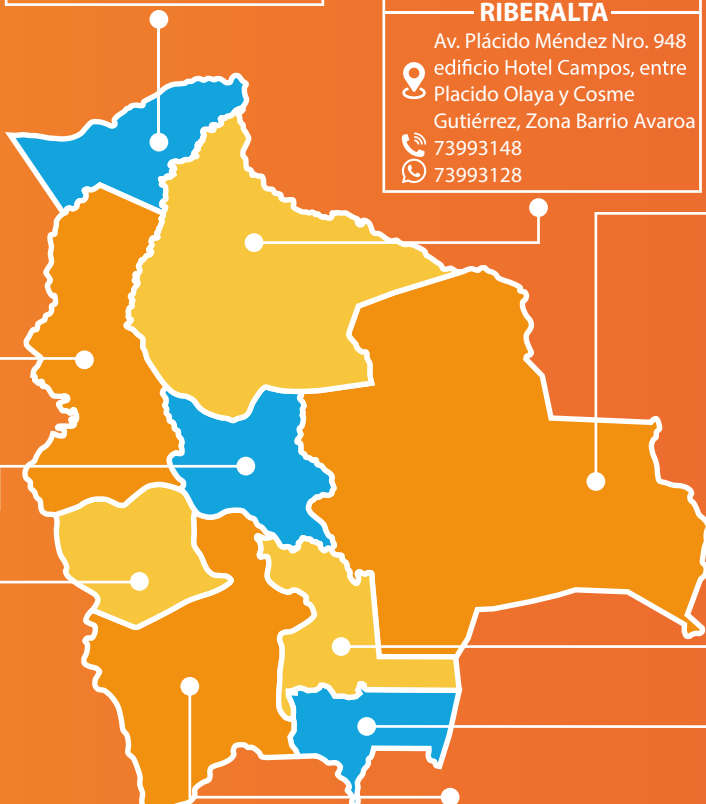 RIBERALTA
Av. Plácido Méndez Nro. 948
edificio Hotel Campos, entre
Placido Olaya y Cosme
Gutiérrez, Zona Barrio Avaroa
73993148
73993128